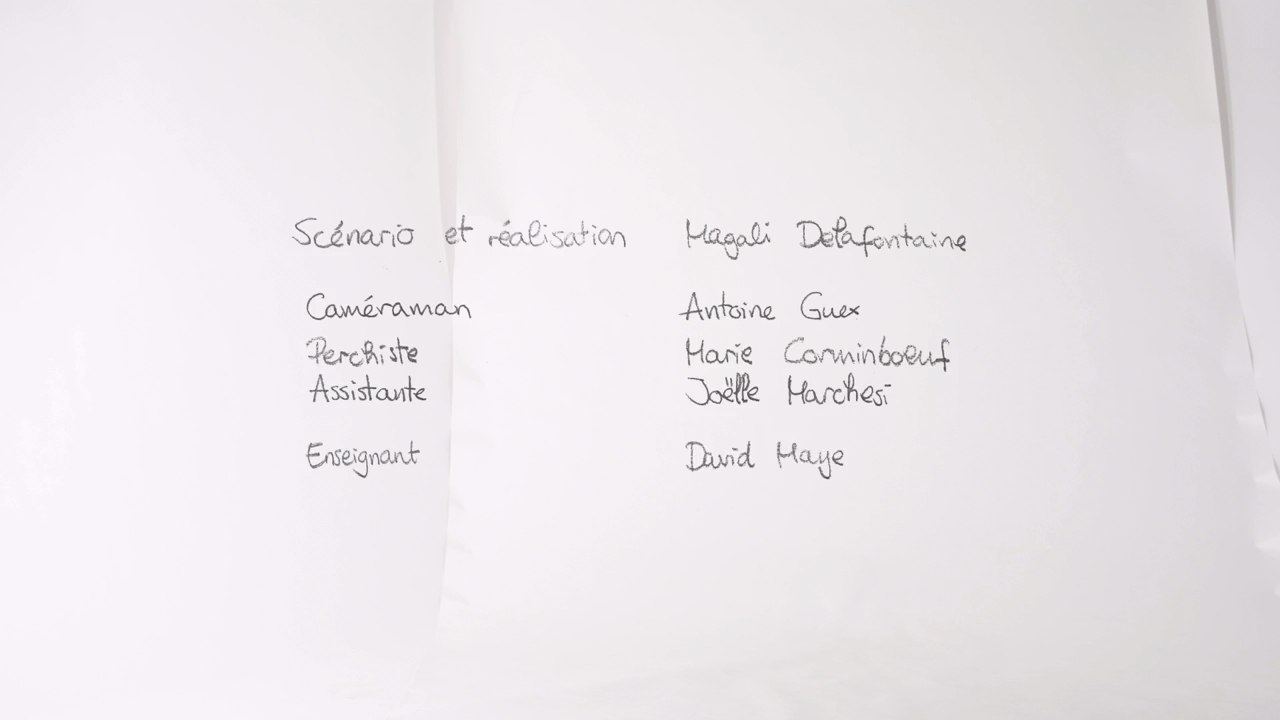 Scénario et réalisation Magali Delafontaine
Caméraman Antoine Guex
Perchiste Marie Corminboeuf
Assistante Joëlle Marchesi
Enseignant David Maye